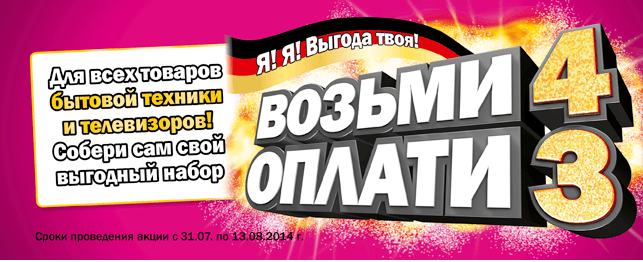 Для всех товаров
бытовой техники
и телевизоров!
Собери сам свой
выгодный набор
Я! Я! Выгода твоя!
ВОЗЬМИ 4
ОПЛАТИ 3
Сроки проведения акции с 31.07. по 13.08.2014 г.